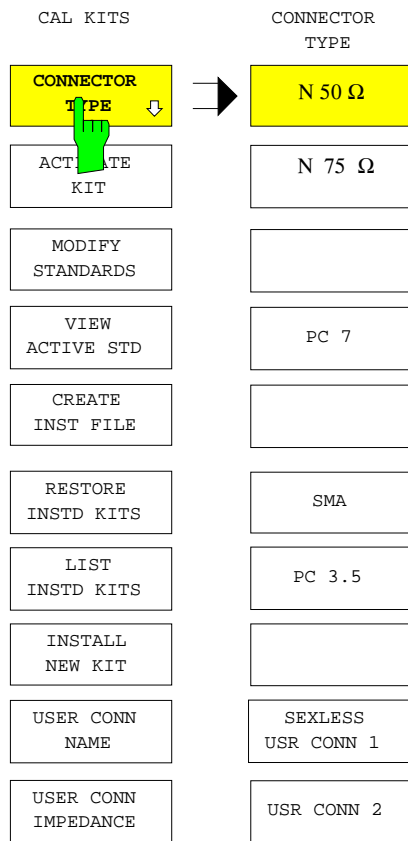 CAL KITS
CONNECTOR
TYPE
ACTIVATE
KIT
MODIFY
STANDARDS
VIEW
ACTIVE STD
CREATE
INST FILE
RESTORE
INSTD KITS
LIST
INSTD KITS
INSTALL
NEW KIT
USER CONN
NAME
USER CONN
IMPEDANCE
CONNECTOR
TYPE
N 50 Ω
N 75 Ω
PC 7
SMA
PC 3.5
SEXLESS
USR CONN 1
USR CONN 2